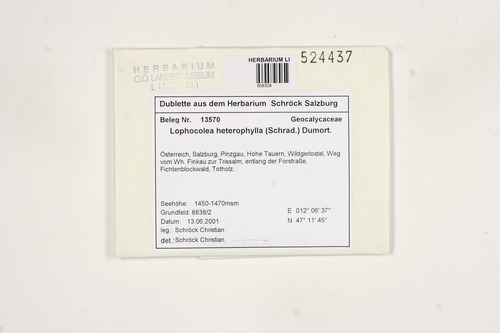 HERBARIUM
O.Ö. LANDESMUSEUM
HERBARIUM LI
524437
Dublette aus dem Herbarium Schröck Salzburg
Beleg Nr. 13570 Geocalycaceae
Lophocolea heterophylla (Schrad.) Dumort.
Österreich, Salzburg, Pinzgau, Hohe Tauern, Wildgerlostal, Weg
vom Wh. Finkau zur Trissalm, entlang der Forstraße,
Fichtenblockwald, Totholz.
Seehöhe: 1450-1470msm
Grundfeld: 8838/2 E 012° 06' 37"
Datum: 13.06.2001 N 47° 11' 45"
leg.: Schröck Christian
det.: Schröck Christian